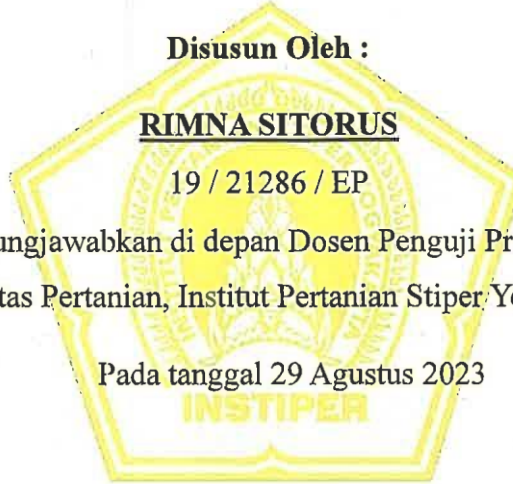 Disusun Oleh :
RIMNA SITORUS
19 / 21286 / EP
ungjawabkan di depan Dosen Penguji Pr
tas Pertanian, Institut Pertanian Stiper Y
Pada tanggal 29 Agustus 2023
INSTIPER